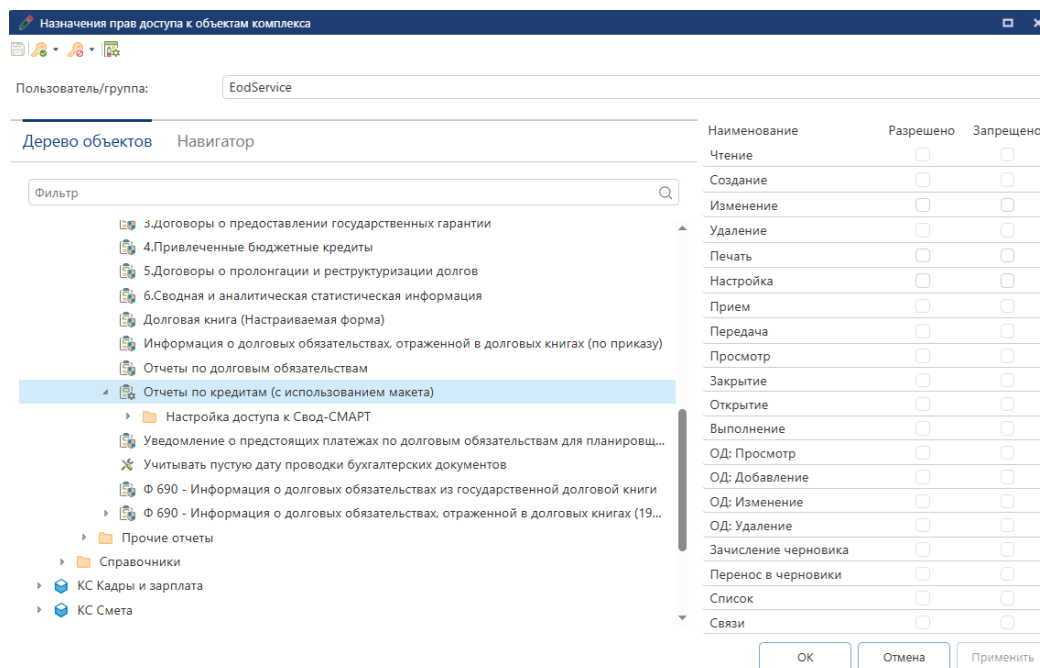 Назначения прав доступа к объектам комплекса
Пользователь/группа:
EodService
Дерево объектов
Навигатор
Фильтр
3.Договоры о предоставлении государственных гарантии
4.Привлеченные бюджетные кредиты
5.Договоры о пролонгации и реструктуризации долгов
6.Сводная и аналитическая статистическая информация
Долговая книга (Настраиваемая форма)
Информация о долговых обязательствах, отраженной в долговых книгах (по приказу)
Отчеты по долговым обязательствам
Отчеты по кредитам (с использованием макета)
Настройка доступа к Свод-СМАРТ
Уведомление о предстоящих платежах по долговым обязательствам для планировщ...
Учитывать пустую дату проводки бухгалтерских документов
Ф 690 - Информация о долговых обязательствах из государственной долговой книги
Ф 690 - Информация о долговых обязательствах, отраженной в долговых книгах (19...
Прочие отчеты
Справочники
КС Кадры и зарплата
КС Смета
Наименование Разрешено Запрещено
Чтение
Создание
Изменение
Удаление
Печать
Настройка
Прием
Передача
Просмотр
Закрытие
Открытие
Выполнение
ОД: Просмотр
ОД: Добавление
ОД: Изменение
ОД: Удаление
Зачисление черновика
Перенос в черновики
Список
Связи
ОК
Отмена
Применить